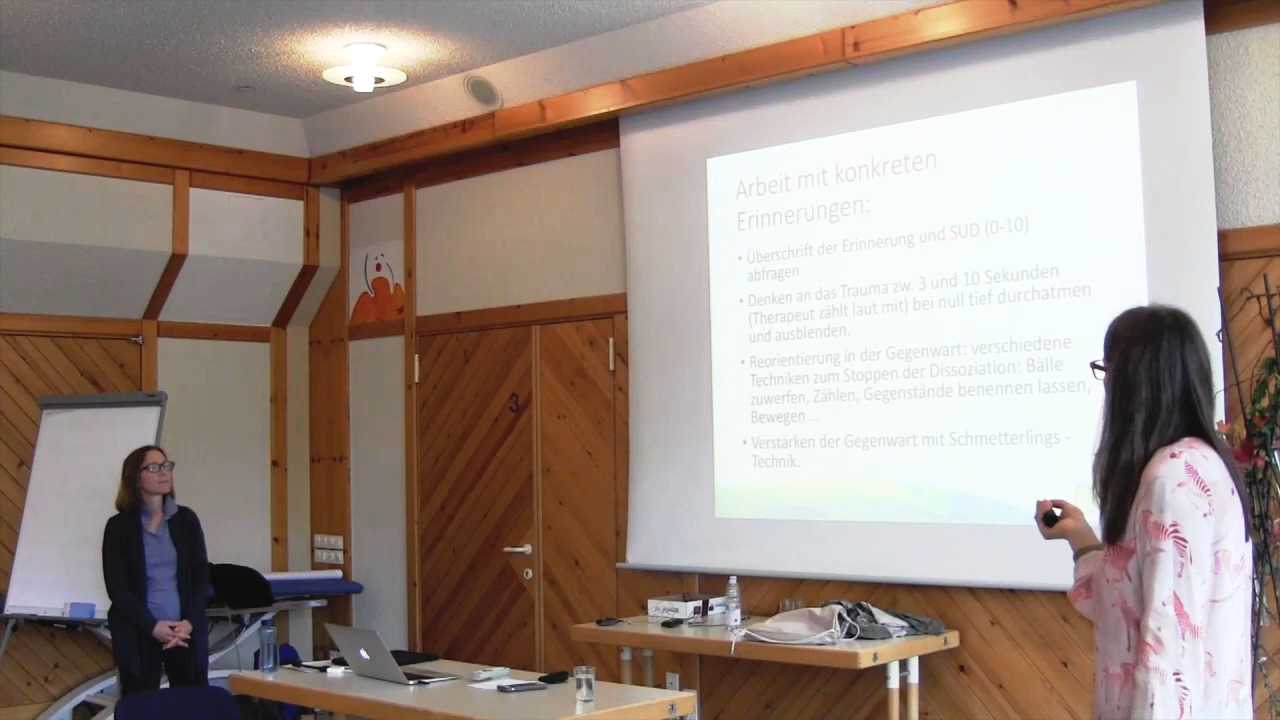 Arbeit mit konkreten
Erinnerungen:
• Überschrift der Erinnerung und SUD (0-10)
abfragen
• Denken an das Trauma zw. 3 und 10 Sekunden
(Therapeut zählt laut mit) bei null tief durchatmen
und ausblenden.
• Reorientierung in der Gegenwart: verschiedene
Techniken zum Stoppen der Dissoziation: Bälle
zuwerfen, Zählen, Gegenstände benennen lassen,
Bewegen ...
• Verstärken der Gegenwart mit Schmetterlings -
Technik.
3